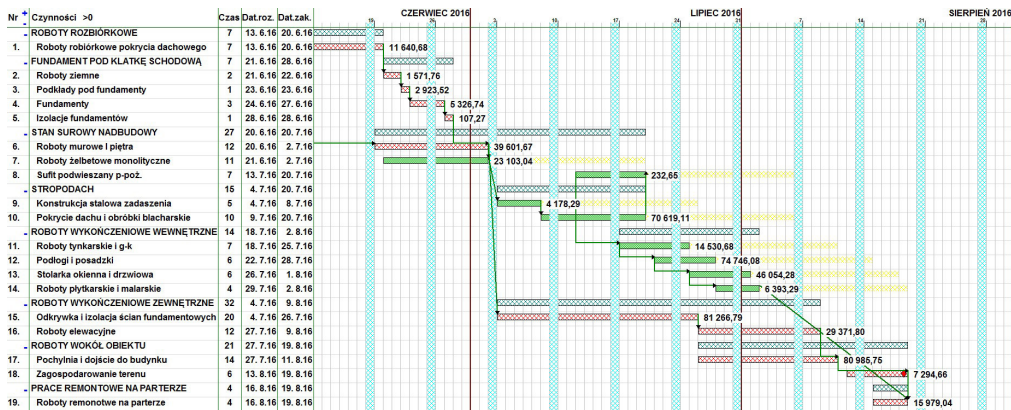 Nr + - Czynności >0 Czas Dat.roz. Dat.zak. CZERWIEC 2016 LIPIEC 2016 SIERPIEŃ 2016
19 26 3 10 17 24 31 7 14 21 28
- ROBOTY ROZBIÓRKOWE 7 13. 6.16 20. 6.16
1. Roboty robiórkowe pokrycia dachowego 7 13. 6.16 20. 6.16 11 640,68
- FUNDAMENT POD KLATKĘ SCHODOWĄ 7 21. 6.16 28. 6.16
2. Roboty ziemne 2 21. 6.16 22. 6.16 1 571,76
3. Podkłady pod fundamenty 1 23. 6.16 23. 6.16 2 923,52
4. Fundamenty 3 24. 6.16 27. 6.16 5 326,74
5. Izolacje fundamentów 1 28. 6.16 28. 6.16 107,27
- STAN SUROWY NADBUDOWY 27 20. 6.16 20. 7.16
6. Roboty murowe I piętra 12 20. 6.16 2. 7.16 39 601,67
7. Roboty żelbetowe monolityczne 11 21. 6.16 2. 7.16 23 103,04
8. Sufit podwieszany p-poż. 7 13. 7.16 20. 7.16 232,65
- STROPODACH 15 4. 7.16 20. 7.16
9. Konstrukcja stalowa zadaszenia 5 4. 7.16 8. 7.16 4 178,29
10. Pokrycie dachu i obróbki blacharskie 10 9. 7.16 20. 7.16 70 619,11
- ROBOTY WYKOŃCZENIOWE WEWNĘTRZNE 14 18. 7.16 2. 8.16
11. Roboty tynkarskie i g-k 7 18. 7.16 25. 7.16 14 530,68
12. Podłogi i posadzki 6 22. 7.16 28. 7.16 74 746,08
13. Stolarka okienna i drzwiowa 6 26. 7.16 1. 8.16 46 054,28
14. Roboty płytkarskie i malarskie 4 29. 7.16 2. 8.16 6 393,29
- ROBOTY WYKOŃCZENIOWE ZEWNĘTRZNE 32 4. 7.16 9. 8.16
15. Odkrywka i izolacja ścian fundamentowych 20 4. 7.16 26. 7.16 81 266,79
16. Roboty elewacyjne 12 27. 7.16 9. 8.16 29 371,80
- ROBOTY WOKÓŁ OBIEKTU 21 27. 7.16 19. 8.16
17. Pochylnia i dojście do budynku 14 27. 7.16 11. 8.16 80 985,75
18. Zagospodarowanie terenu 6 13. 8.16 19. 8.16 7 294,66
- PRACE REMONTOWE NA PARTERZE 4 16. 8.16 19. 8.16
19. Roboty remonotwe na parterze 4 16. 8.16 19. 8.16 15 979,04